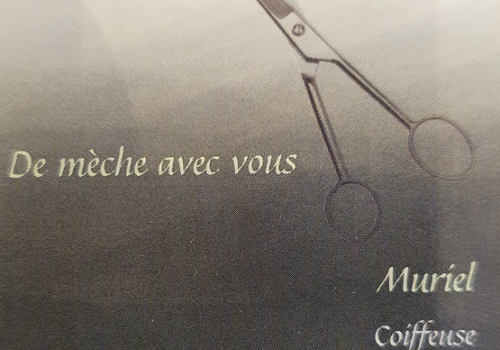 De mèche avec vous
Muriel
Coiffeuse